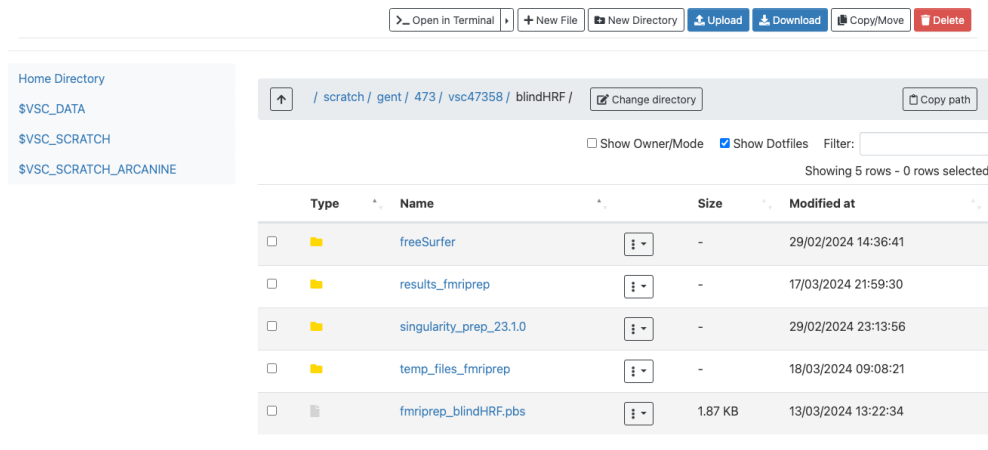 Open in Terminal New File New Directory Upload Download Copy/Move Delete
Home Directory
$VSC_DATA
$VSC_SCRATCH
$VSC_SCRATCH_ARCANINE
/ scratch / gent / 473 / vsc47358 / blindHRF / Change directory Copy path
Show Owner/Mode Show Dotfiles Filter:
Showing 5 rows - 0 rows selected
Type Name Size Modified at
freeSurfer - 29/02/2024 14:36:41
results_fmriprep - 17/03/2024 21:59:30
singularity_prep_23.1.0 - 29/02/2024 23:13:56
temp_files_fmriprep - 18/03/2024 09:08:21
fmriprep_blindHRF.pbs 1.87 KB 13/03/2024 13:22:34